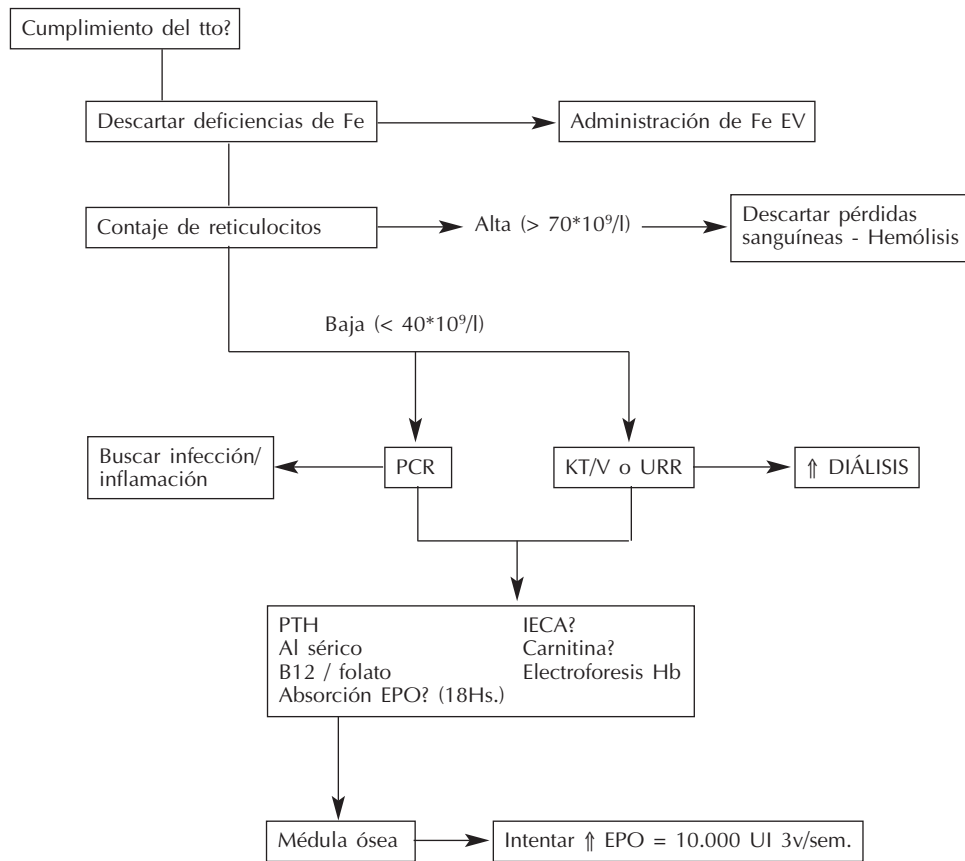 Cumplimiento del tto?
Descartar deficiencias de Fe
Administración de Fe EV
Contaje de reticulocitos
Alta (> 70*10⁹/l)
Descartar pérdidas
sanguíneas - Hemólisis
Baja (< 40*10⁹/l)
Buscar infección/
inflamación
PCR
KT/V o URR
⇑ DIÁLISIS
PTH
Al sérico
B12 / folato
Absorción EPO? (18Hs.)
IECA?
Carnitina?
Electroforesis Hb
Médula ósea
Intentar ⇑ EPO = 10.000 UI 3v/sem.